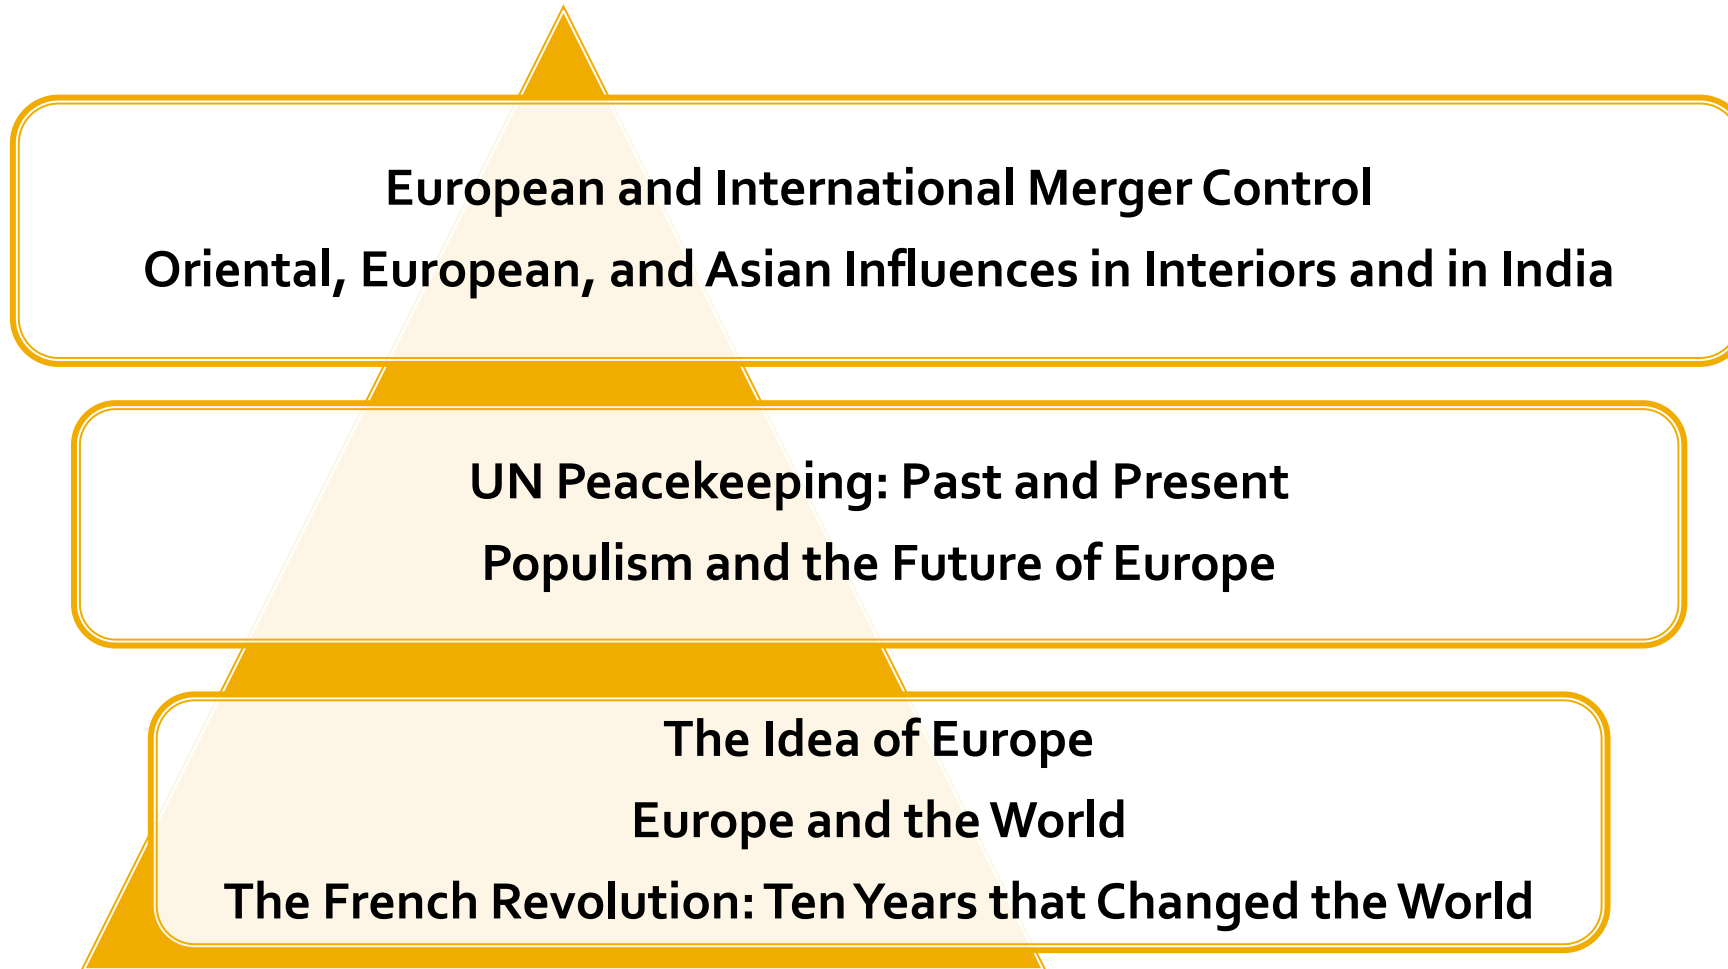 European and International Merger Control
Oriental, European, and Asian Influences in Interiors and in India
UN Peacekeeping: Past and Present
Populism and the Future of Europe
The Idea of Europe
Europe and the World
The French Revolution: Ten Years that Changed the World